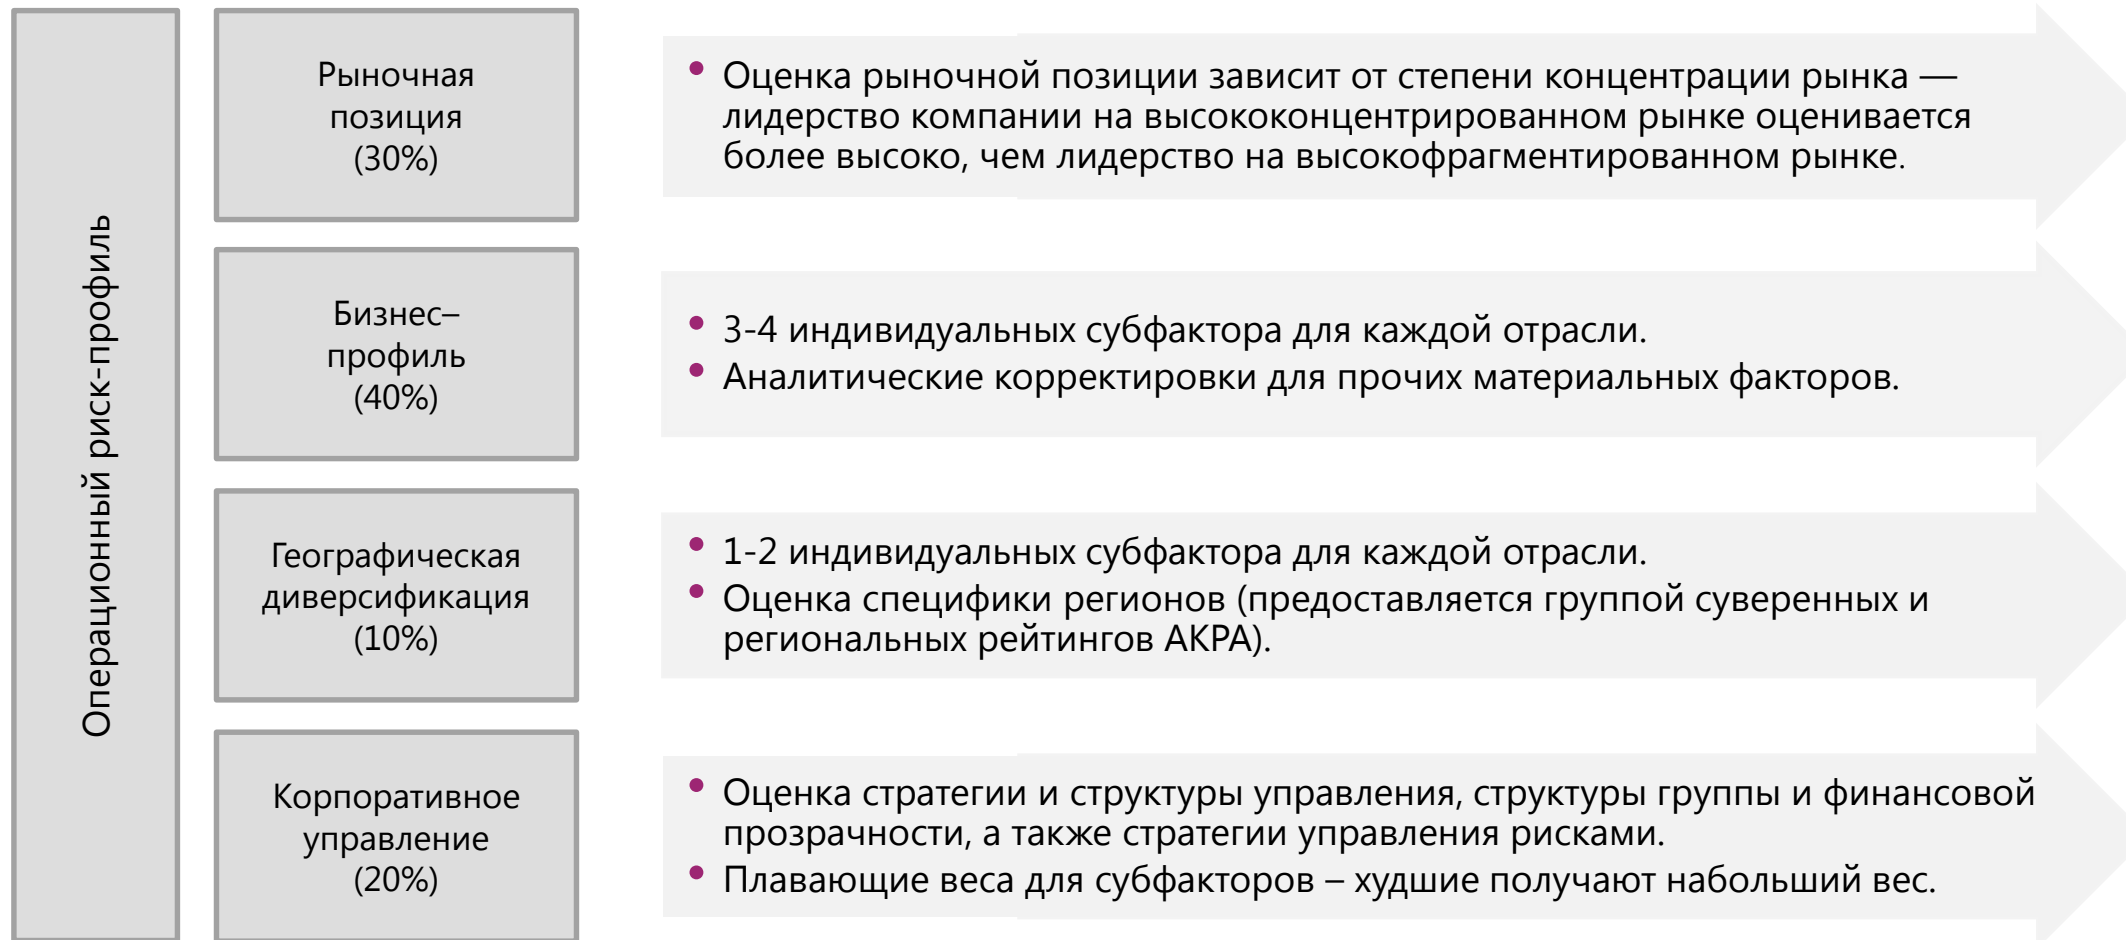 Операционный риск-профиль
Рыночная
позиция
(30%)
• Оценка рыночной позиции зависит от степени концентрации рынка —
лидерство компании на высококонцентрированном рынке оценивается
более высоко, чем лидерство на высокофрагментированном рынке.
Бизнес–
профиль
(40%)
• 3-4 индивидуальных субфактора для каждой отрасли.
• Аналитические корректировки для прочих материальных факторов.
Географическая
диверсификация
(10%)
• 1-2 индивидуальных субфактора для каждой отрасли.
• Оценка специфики регионов (предоставляется группой суверенных и
региональных рейтингов АКРА).
Корпоративное
управление
(20%)
• Оценка стратегии и структуры управления, структуры группы и финансовой
прозрачности, а также стратегии управления рисками.
• Плавающие веса для субфакторов – худшие получают набольший вес.